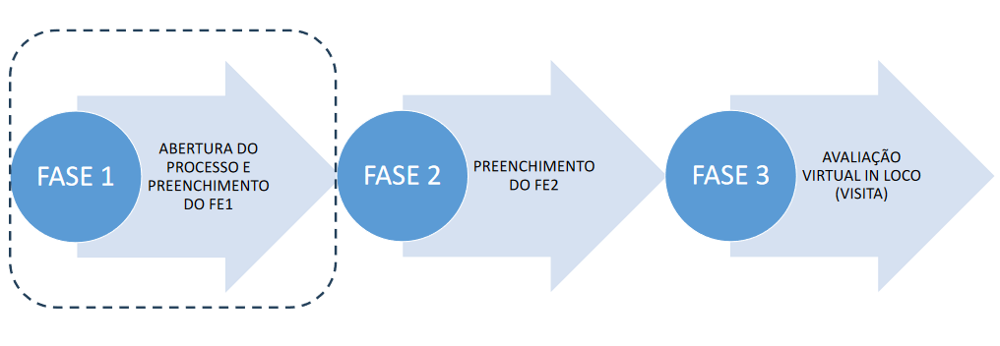 FASE 1
ABERTURA DO
PROCESSO E
PREENCHIMENTO
DO FE1
FASE 2
PREENCHIMENTO
DO FE2
FASE 3
AVALIAÇÃO
VIRTUAL IN LOCO
(VISITA)